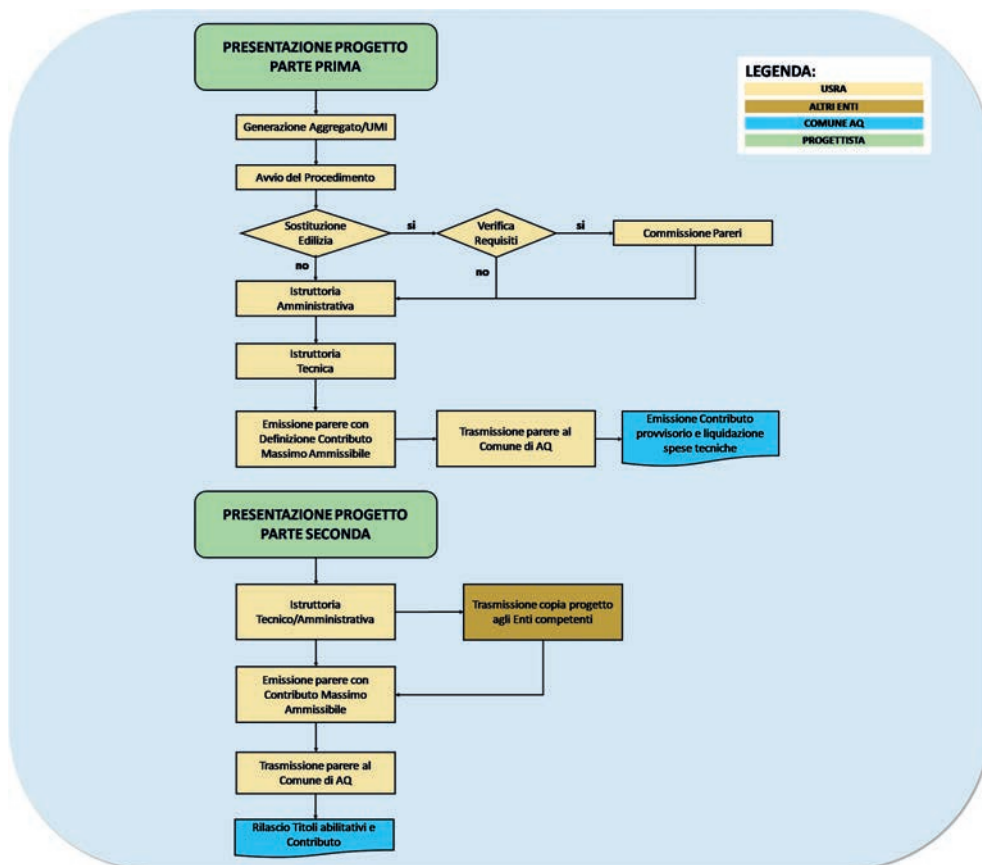 PRESENTAZIONE PROGETTO
PARTE PRIMA
LEGENDA:
USRA
ALTRI ENTI
COMUNE AQ
PROGETTISTA
Generazione Aggregato/UMI
Avvio del Procedimento
Sostituzione
Edilizia
si
Verifica
Requisiti
si
Commissione Pareri
no
no
Istruttoria
Amministrativa
Istruttoria
Tecnica
Emissione parere con
Definizione Contributo
Massimo Ammissibile
Trasmissione parere al
Comune di AQ
Emissione Contributo
provvisorio e liquidazione
spese tecniche
PRESENTAZIONE PROGETTO
PARTE SECONDA
Istruttoria
Tecnico/Amministrativa
Trasmissione copia progetto
agli Enti competenti
Emissione parere con
Contributo Massimo
Ammissibile
Trasmissione parere al
Comune di AQ
Rilascio Titoli abilitativi e
Contributo